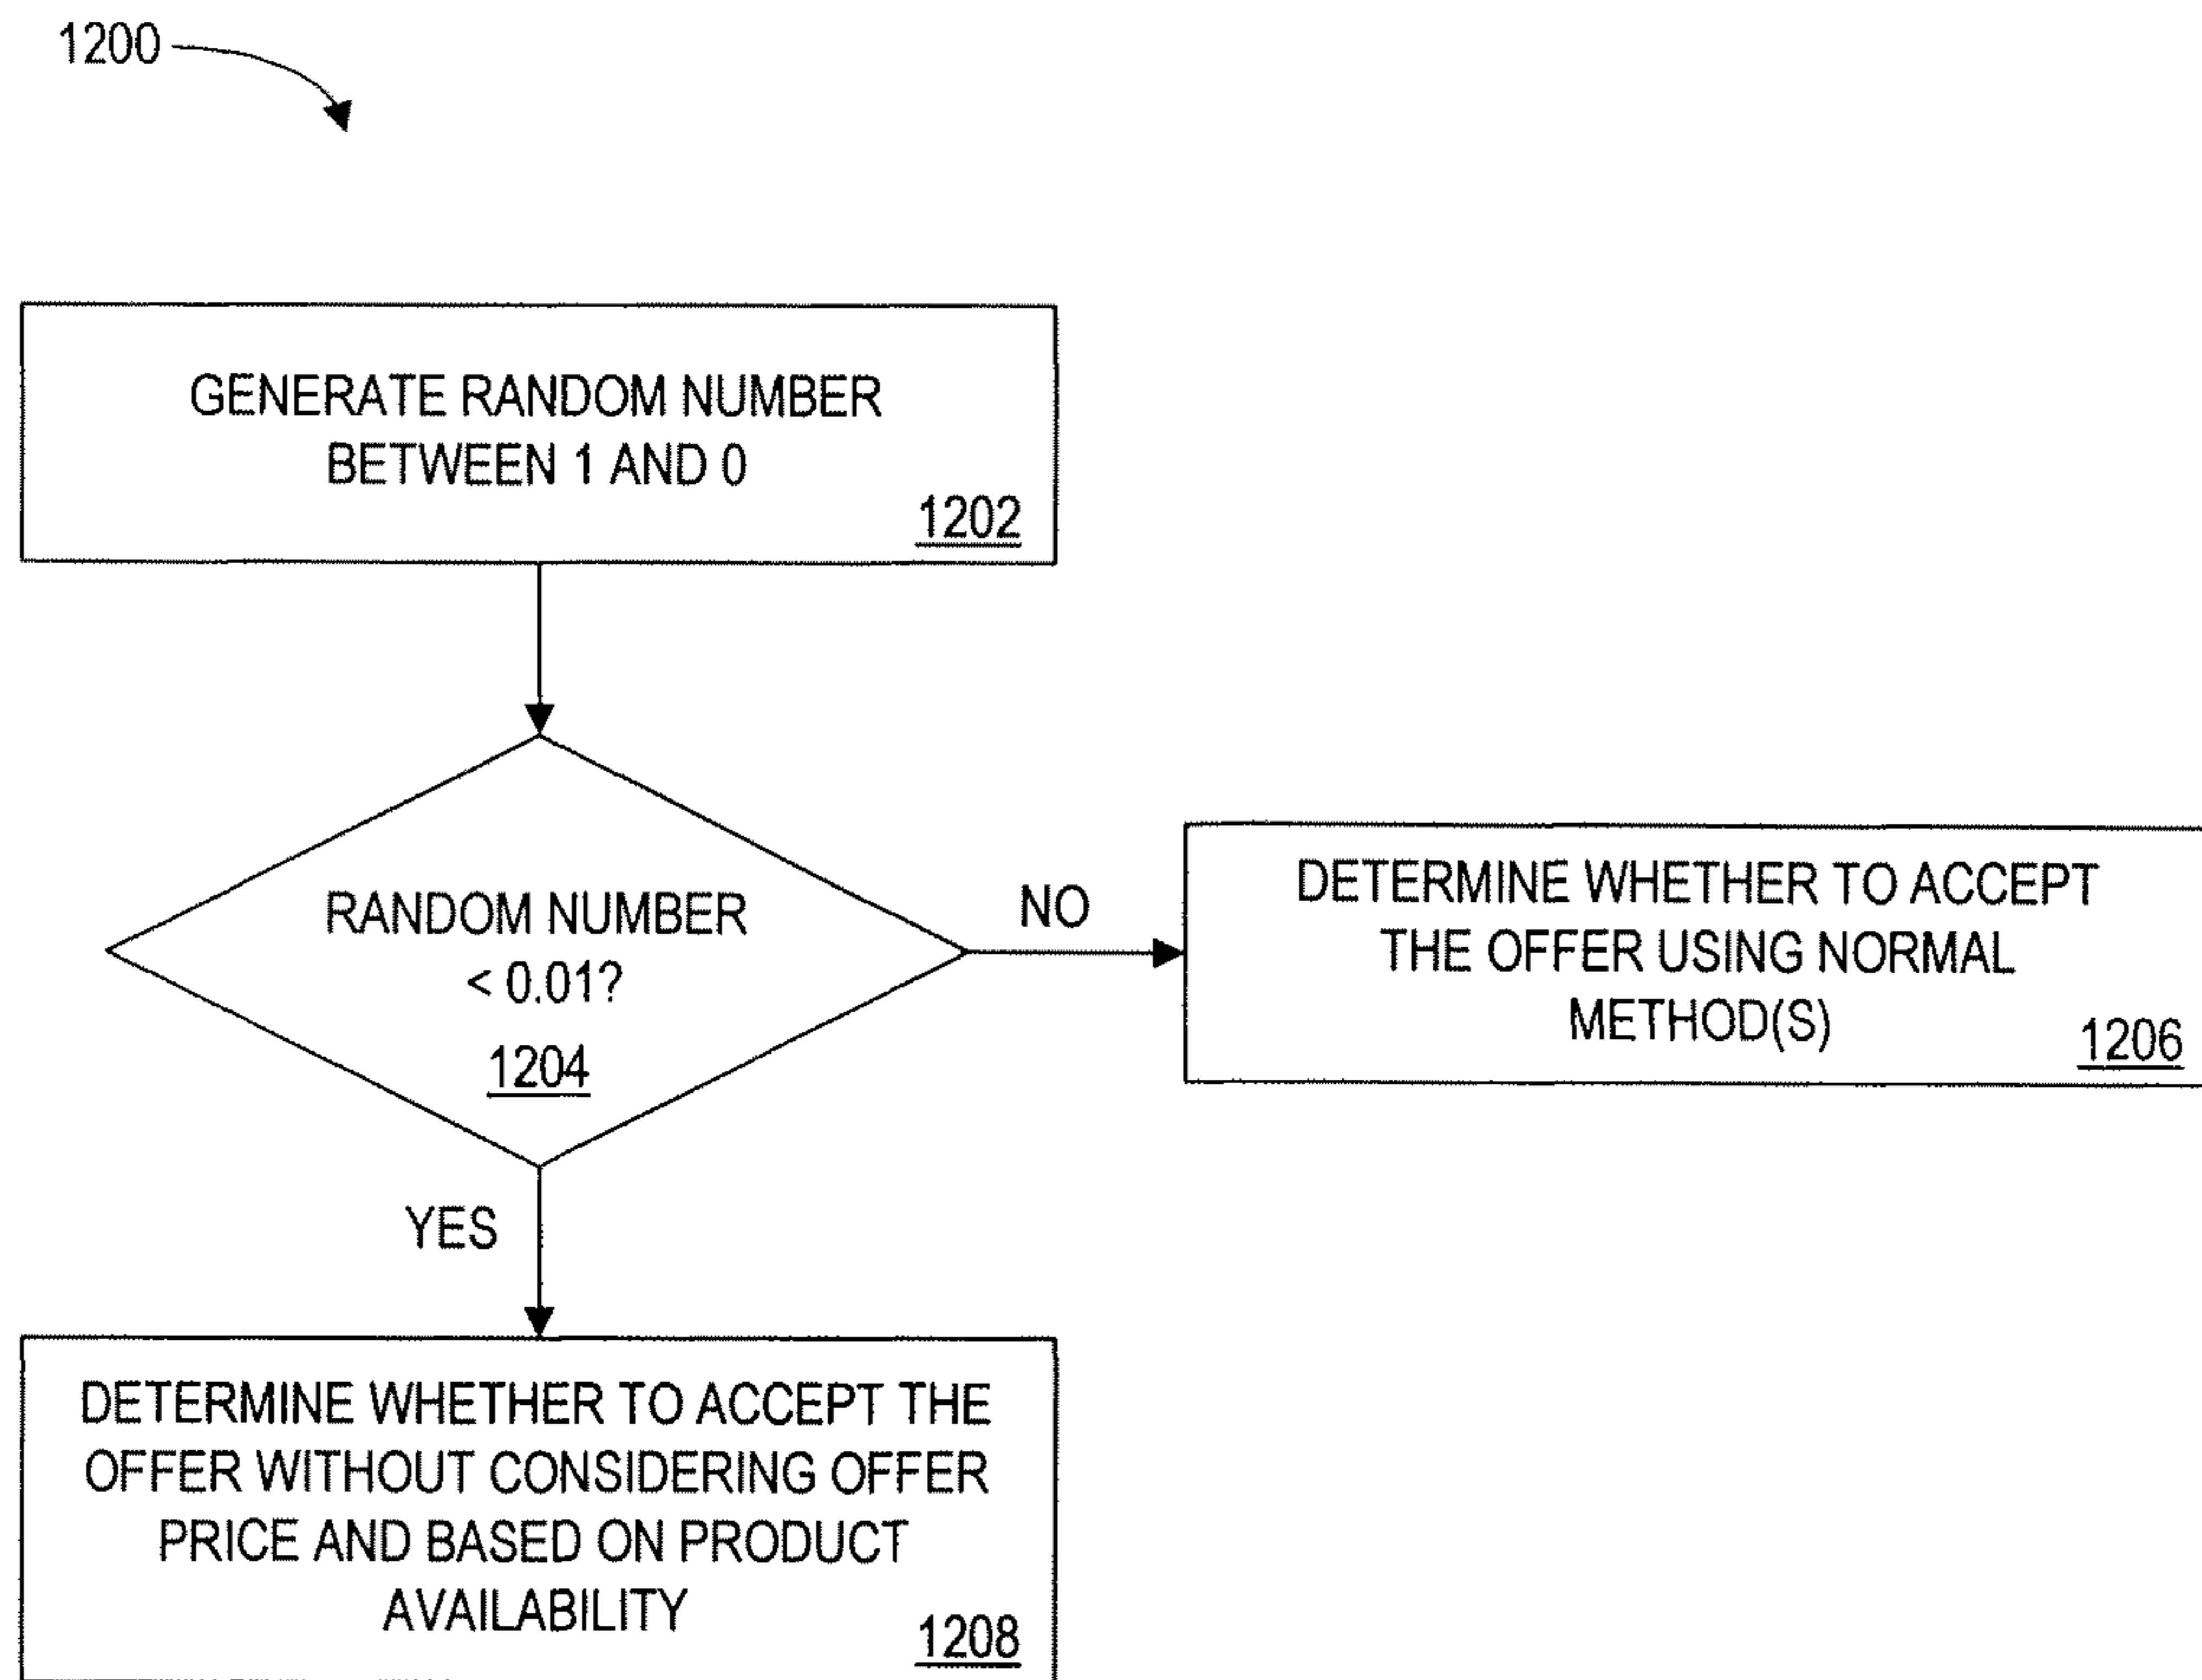 1200
GENERATE RANDOM NUMBER
BETWEEN 1 AND 0
1202
RANDOM NUMBER
< 0.01?
1204
NO
DETERMINE WHETHER TO ACCEPT
THE OFFER USING NORMAL
METHOD(S)
1206
YES
DETERMINE WHETHER TO ACCEPT THE
OFFER WITHOUT CONSIDERING OFFER
PRICE AND BASED ON PRODUCT
AVAILABILITY
1208